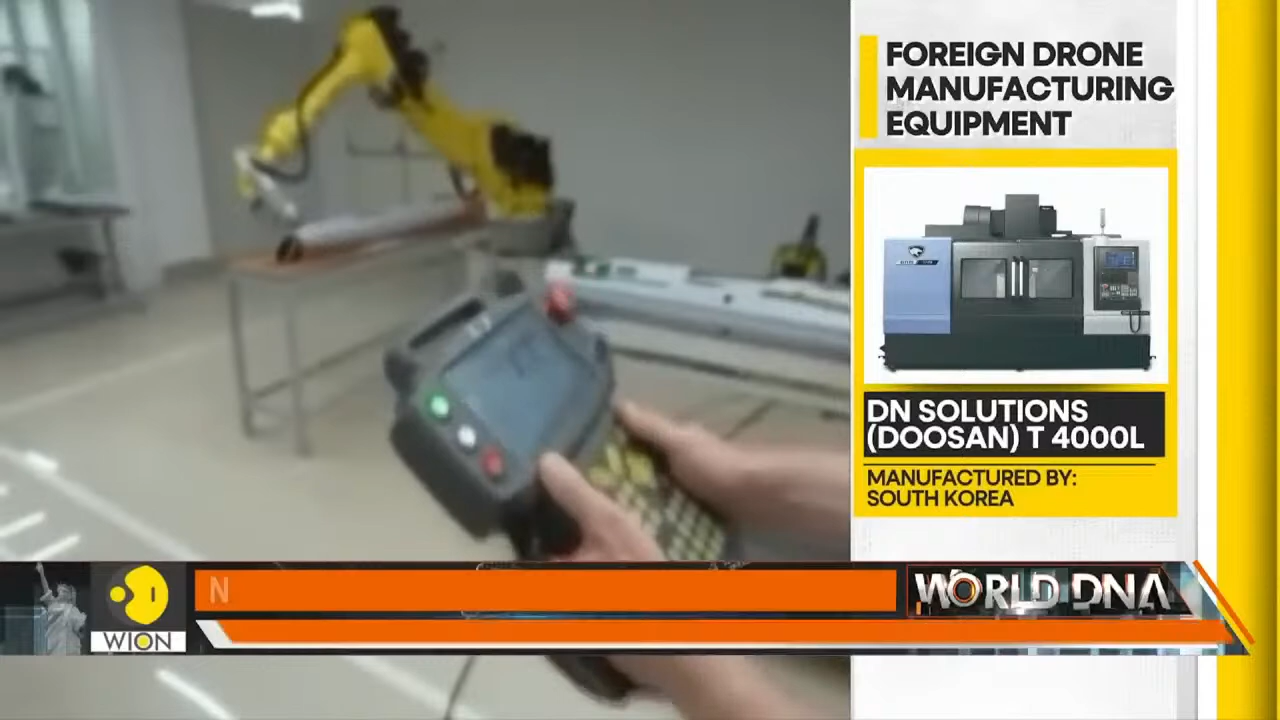 FOREIGN DRONE
MANUFACTURING
EQUIPMENT
DN SOLUTIONS
(DOOSAN) T 4000L
MANUFACTURED BY:
SOUTH KOREA
N
WORLD DNA
WION